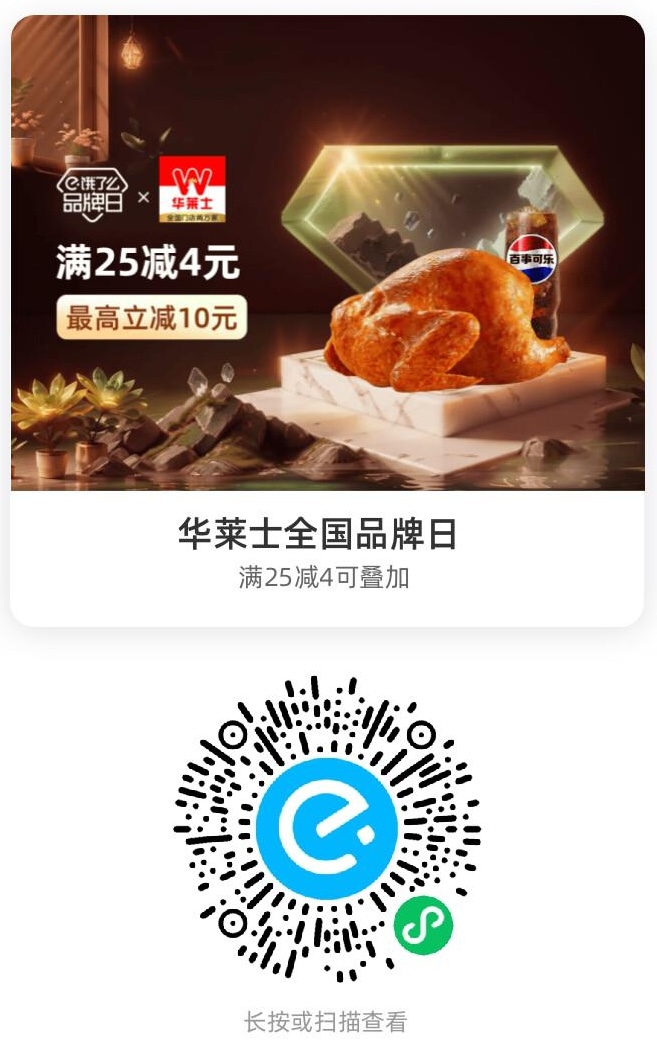 饿了么
品牌日
×
华莱士
全国门店两万家
满25减4元
最高立减10元
百事可乐
华莱士全国品牌日
满25减4可叠加
长按或扫描查看